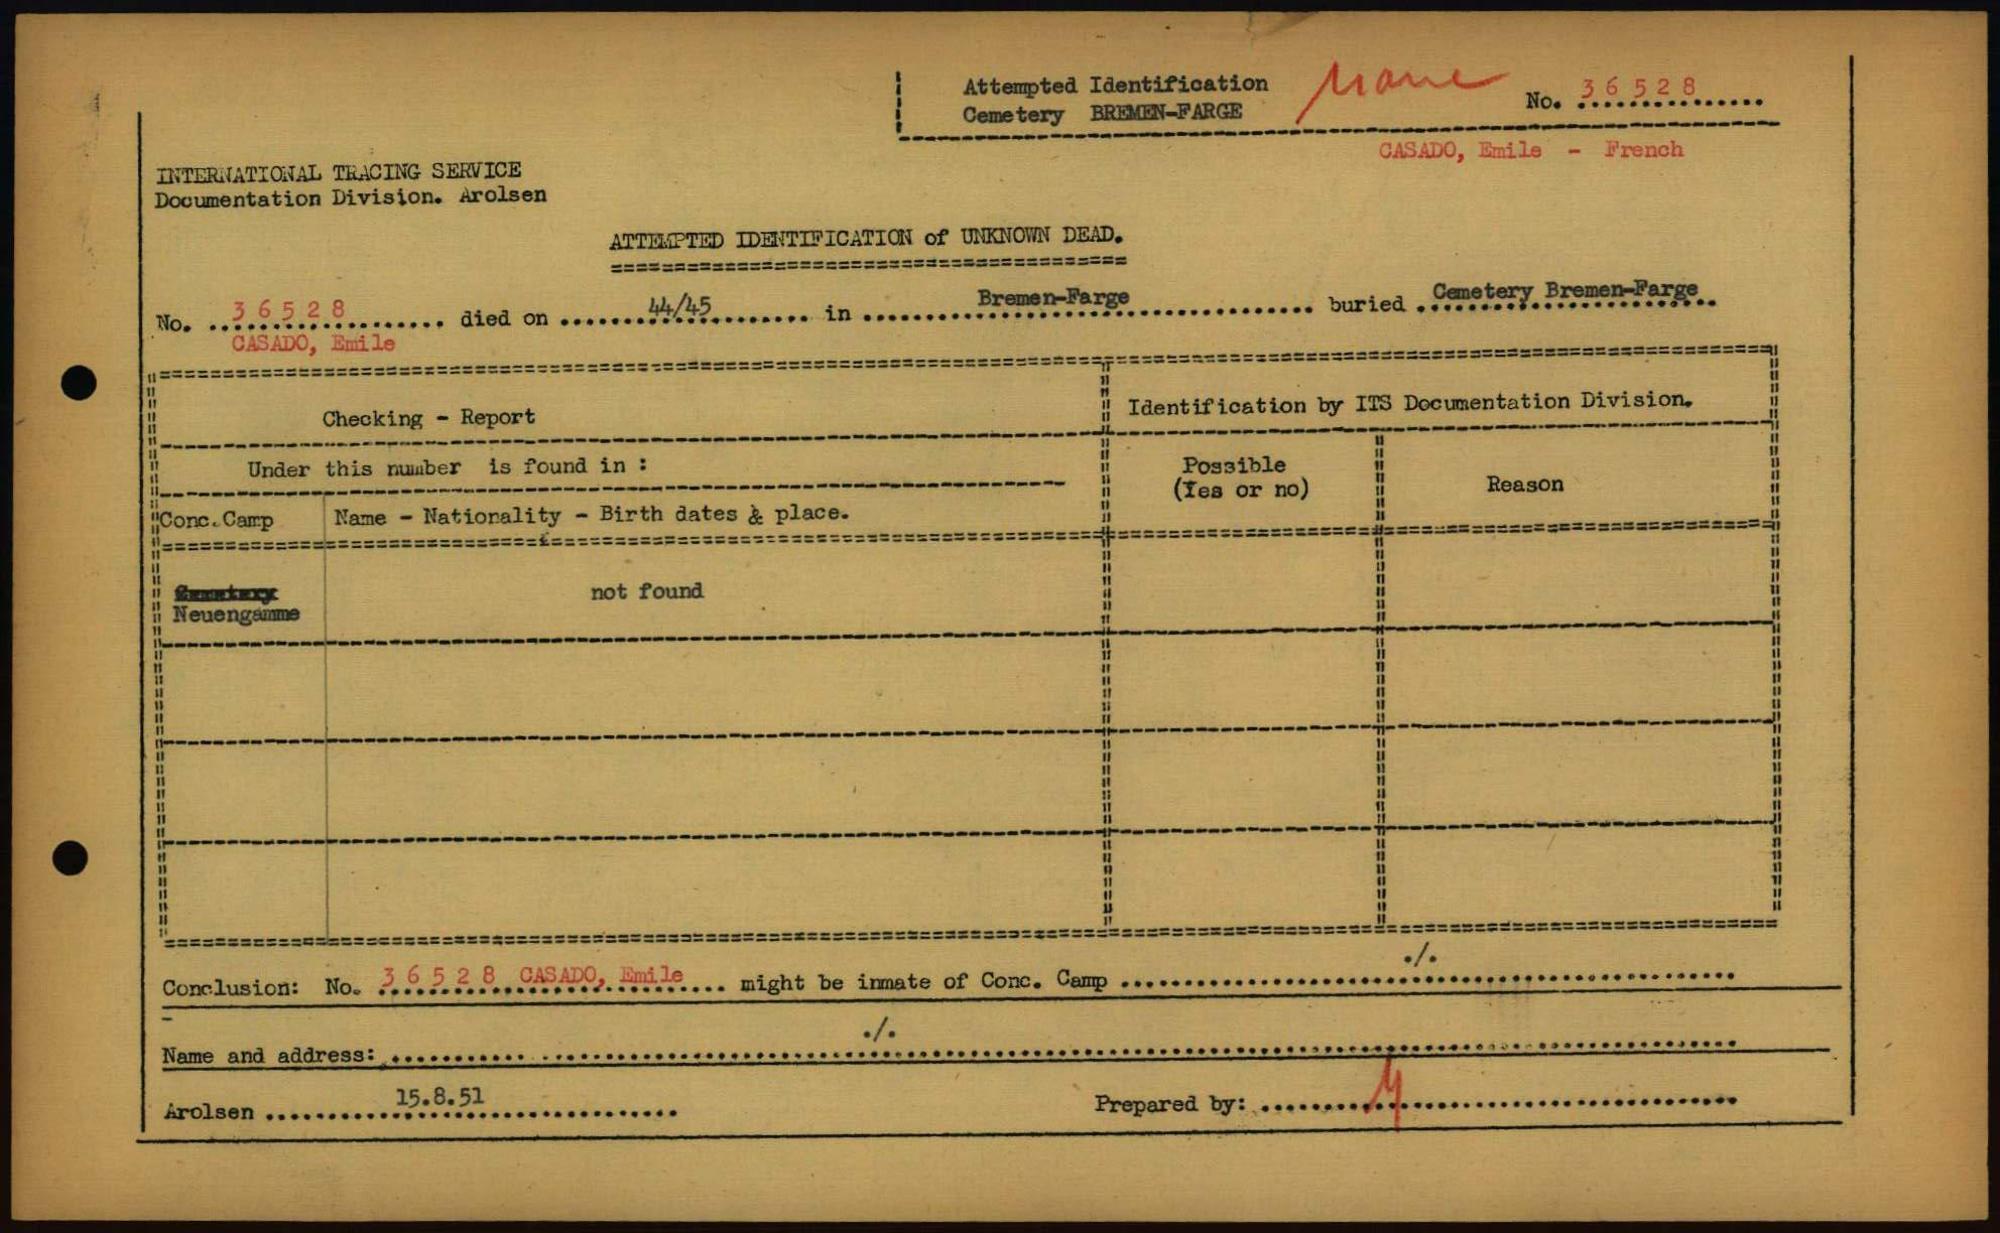 Attempted Identification
Cemetery BREMEN-FARGE
No. 36528
CASADO, Emile - French
INTERNATIONAL TRACING SERVICE
Documentation Division. Arolsen
ATTEMPTED IDENTIFICATION of UNKNOWN DEAD.
No. 36528 died on 44/45 in Bremen-Farge buried Cemetery Bremen-Farge
CASADO, Emile
Checking - Report
Identification by ITS Documentation Division.
Under this number is found in :
Possible
(Yes or no)
Reason
Conc.Camp
Name - Nationality - Birth dates & place.
Cemetery
Neuengamme
not found
Conclusion: No. 36528 CASADO, Emile might be inmate of Conc. Camp ./.
Name and address: ./.
Arolsen 15.8.51
Prepared by: